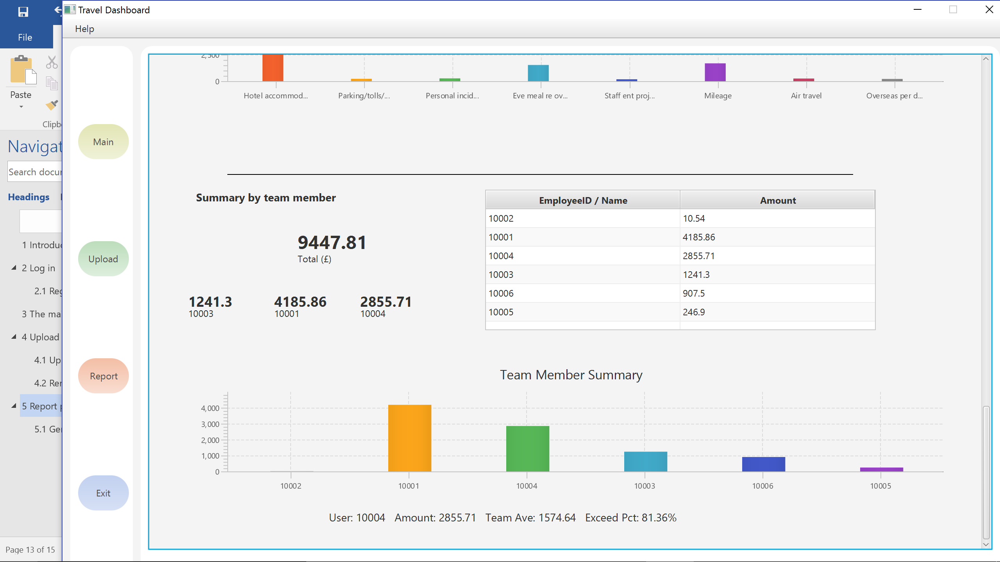 Travel Dashboard
Help
File
Paste
Clipb
Navigat
Search docur
Headings
1 Introduc
2 Log in
2.1 Reg
3 The ma
4 Upload
4.1 Up
4.2 Rer
5 Report
5.1 Ge
Page 13 of 15
Main
Upload
Report
Exit
2,500
0
Hotel accommod... Parking/tolls/... Personal incid... Eve meal re ov... Staff ent proj... Mileage Air travel Overseas per d...
Summary by team member
9447.81
Total (£)
1241.3 4185.86 2855.71
10003 10001 10004
EmployeeID / Name Amount
10002 10.54
10001 4185.86
10004 2855.71
10003 1241.3
10006 907.5
10005 246.9
Team Member Summary
4,000
3,000
2,000
1,000
0
10002 10001 10004 10003 10006 10005
User: 10004 Amount: 2855.71 Team Ave: 1574.64 Exceed Pct: 81.36%